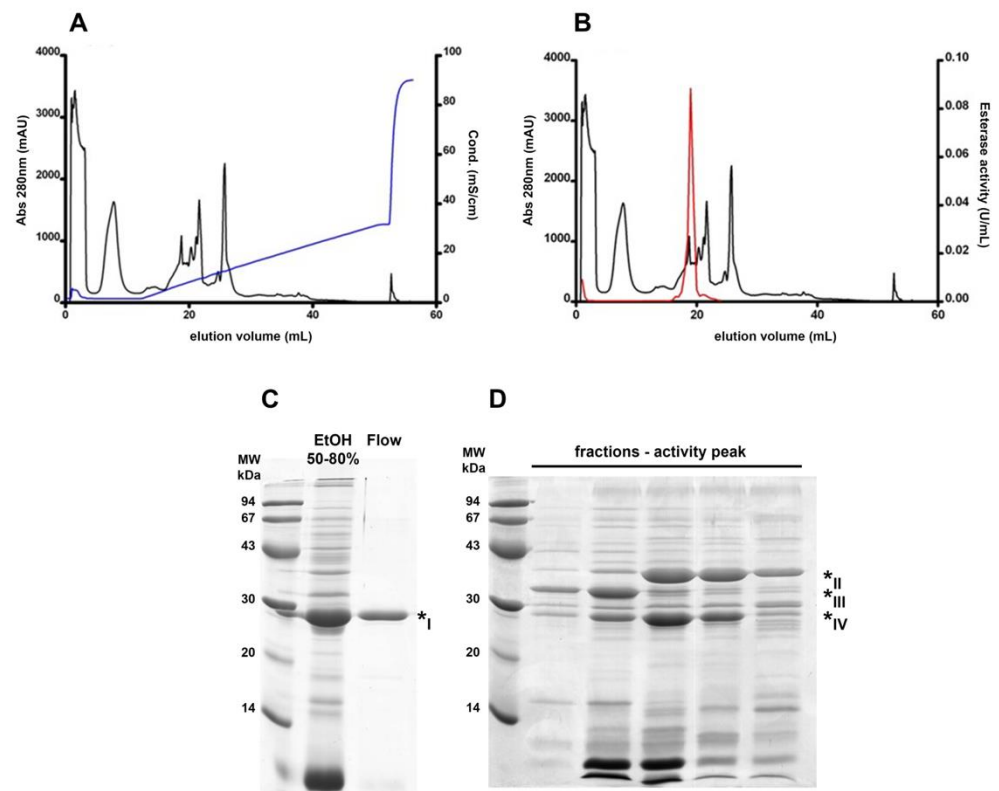 A
Abs 280nm (mAU)
4000
3000
2000
1000
0
0
20
40
60
elution volume (mL)
100
80
60
40
20
0
Cond. (mS/cm)
B
Abs 280nm (mAU)
4000
3000
2000
1000
0
0
20
40
60
elution volume (mL)
0.10
0.08
0.06
0.04
0.02
0.00
Esterase activity (U/mL)
C
EtOH Flow
50-80%
MW
kDa
94
67
43
30
20
14
*I
D
fractions - activity peak
MW
kDa
94
67
43
30
20
14
*II
*III
*IV